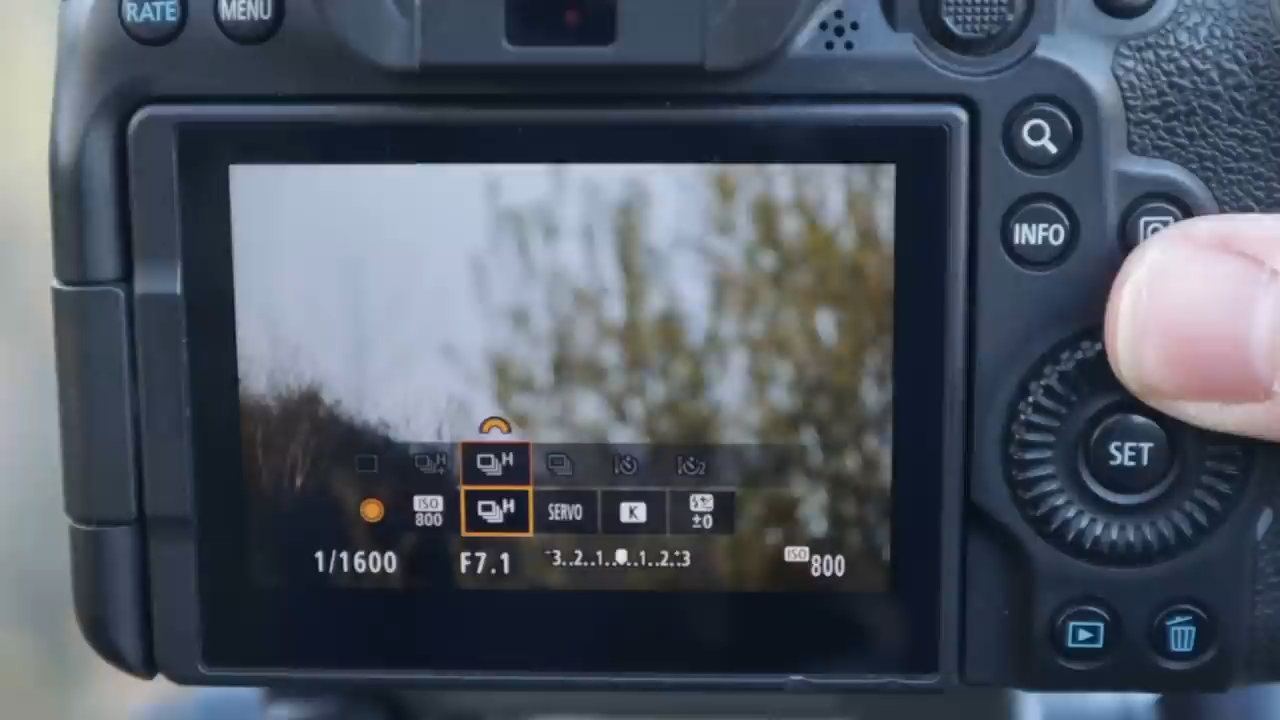 RATE MENU
INFO
H H
ISO 800 H SERVO K ±0
SET
1/1600 F7.1 -3..2..1..0..1..2..+3 ISO 800